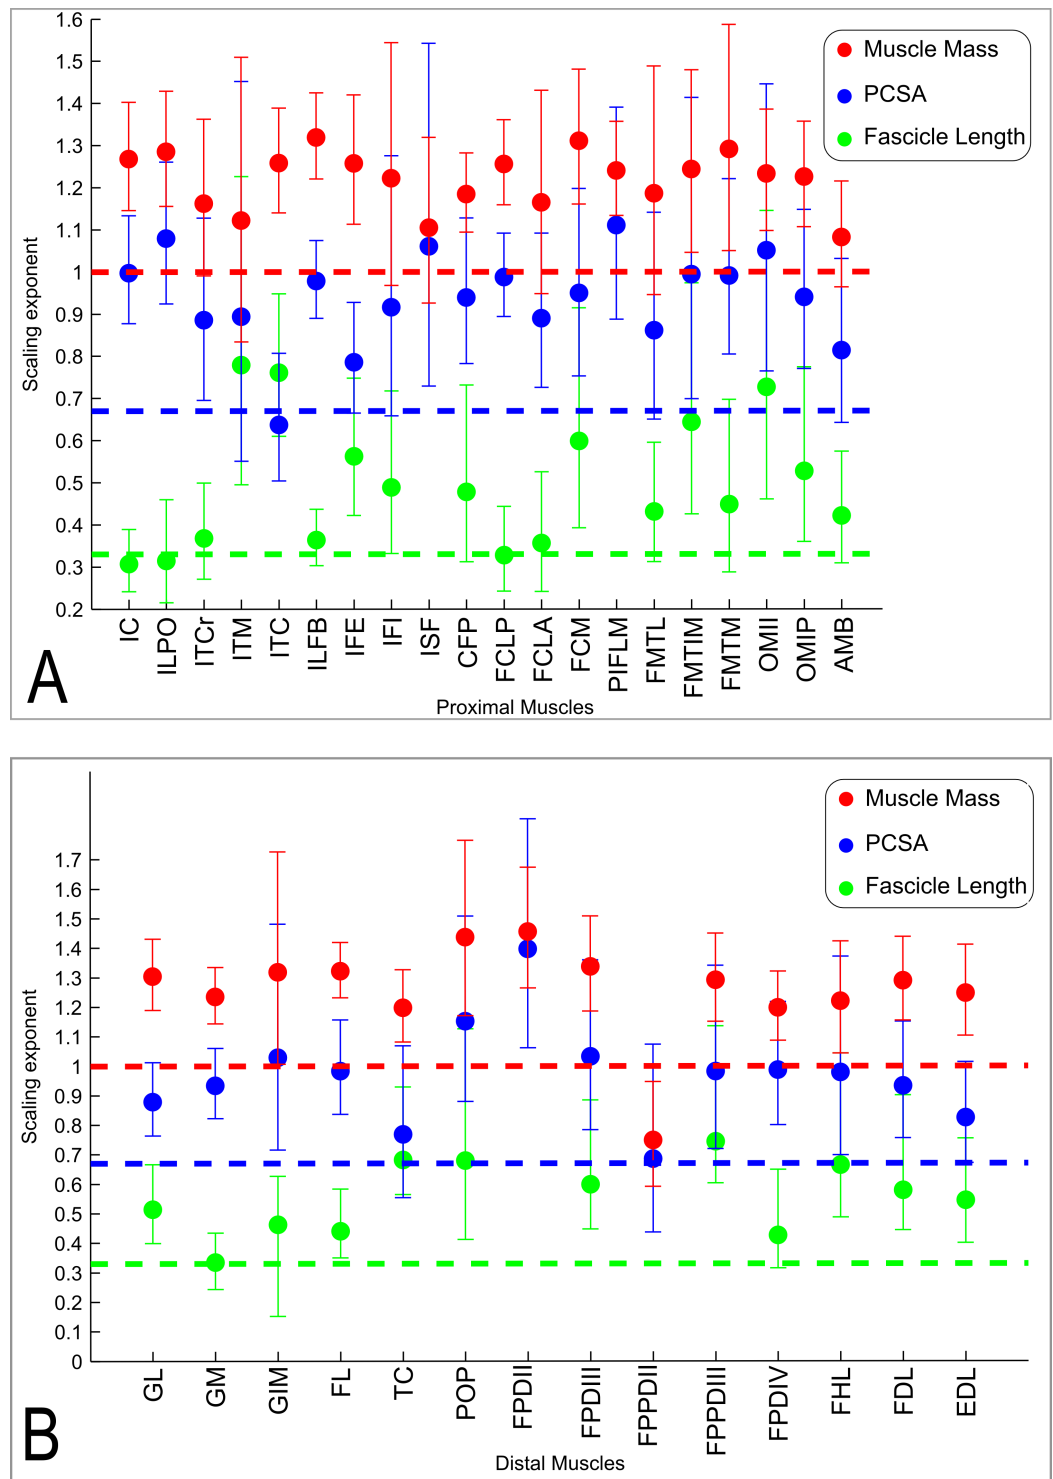 1.6
1.5
1.4
1.3
1.2
1.1
1
0.9
0.8
0.7
0.6
0.5
0.4
0.3
0.2
Scaling exponent
Muscle Mass
PCSA
Fascicle Length
IC
ILPO
ITCr
ITM
ITC
ILFB
IFE
IFI
ISF
CFP
FCLP
FCLA
FCM
PIFLM
FMTL
FMTIM
FMTM
OMII
OMIP
AMB
Proximal Muscles
A
1.7
1.6
1.5
1.4
1.3
1.2
1.1
1
0.9
0.8
0.7
0.6
0.5
0.4
0.3
0.2
0.1
0
Scaling exponent
Muscle Mass
PCSA
Fascicle Length
GL
GM
GIM
FL
TC
POP
FPDII
FPDIII
FPPDII
FPPDIII
FPDIV
FHL
FDL
EDL
Distal Muscles
B